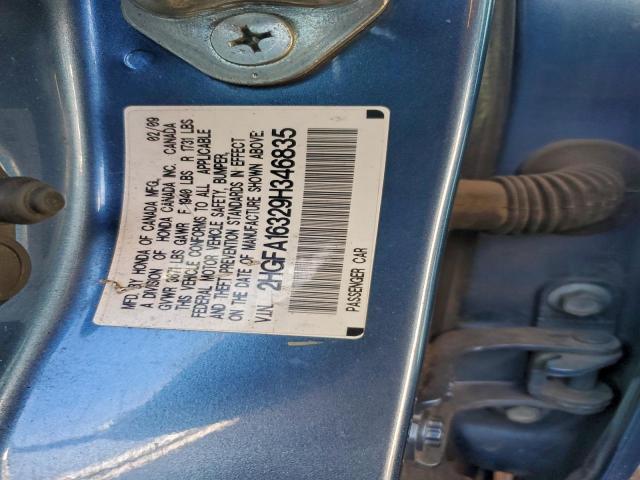 MFD. BY HONDA OF CANADA MFG. 02/09
A DIVISION OF HONDA CANADA INC. CANADA
GVWR 3671 LBS GAWR F 1940 LBS R 1731 LBS
THIS VEHICLE CONFORMS TO ALL APPLICABLE
FEDERAL MOTOR VEHICLE SAFETY, BUMPER,
AND THEFT PREVENTION STANDARDS IN EFFECT
ON THE DATE OF MANUFACTURE SHOWN ABOVE.
V.I.N. 2HGFA16329H346835
PASSENGER CAR